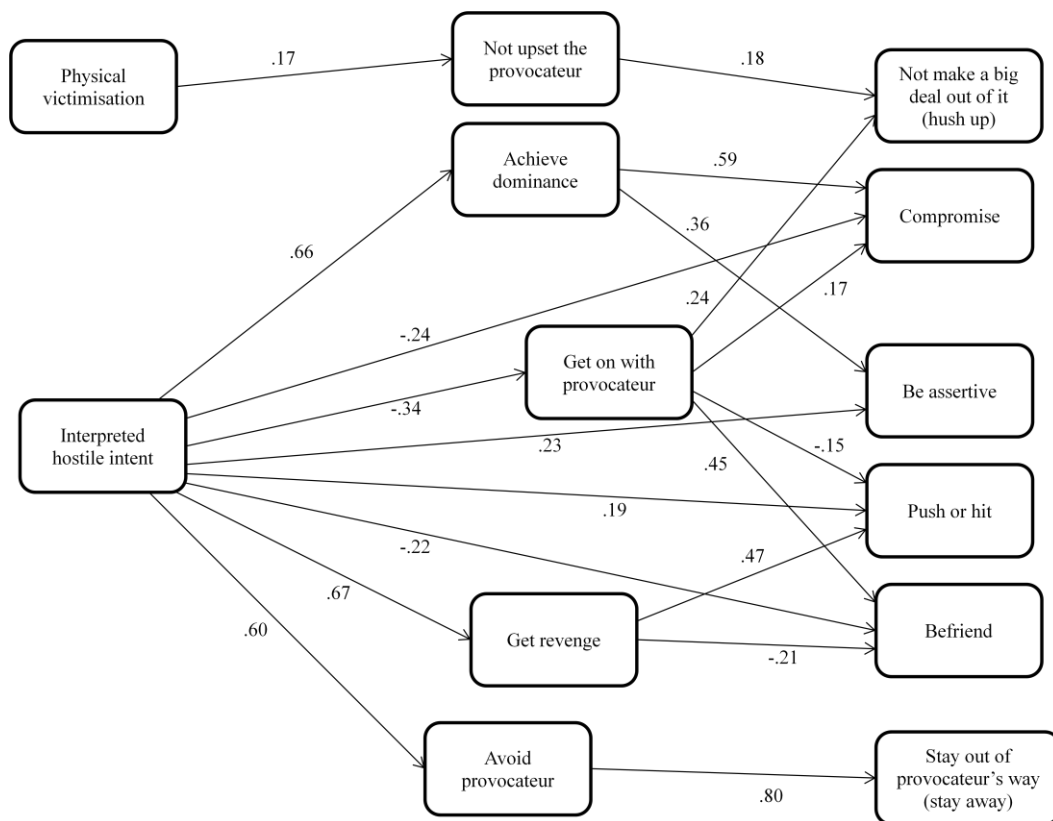 Physical
victimisation
.17
Not upset the
provocateur
.18
Not make a big
deal out of it
(hush up)
Achieve
dominance
.59
Compromise
.66
.36
.17
.24
-.24
Get on with
provocateur
-.34
Be assertive
Interpreted
hostile intent
.23
.45
-.15
Push or hit
.19
-.22
.47
.67
Get revenge
Befriend
-.21
.60
Avoid
provocateur
.80
Stay out of
provocateur’s way
(stay away)